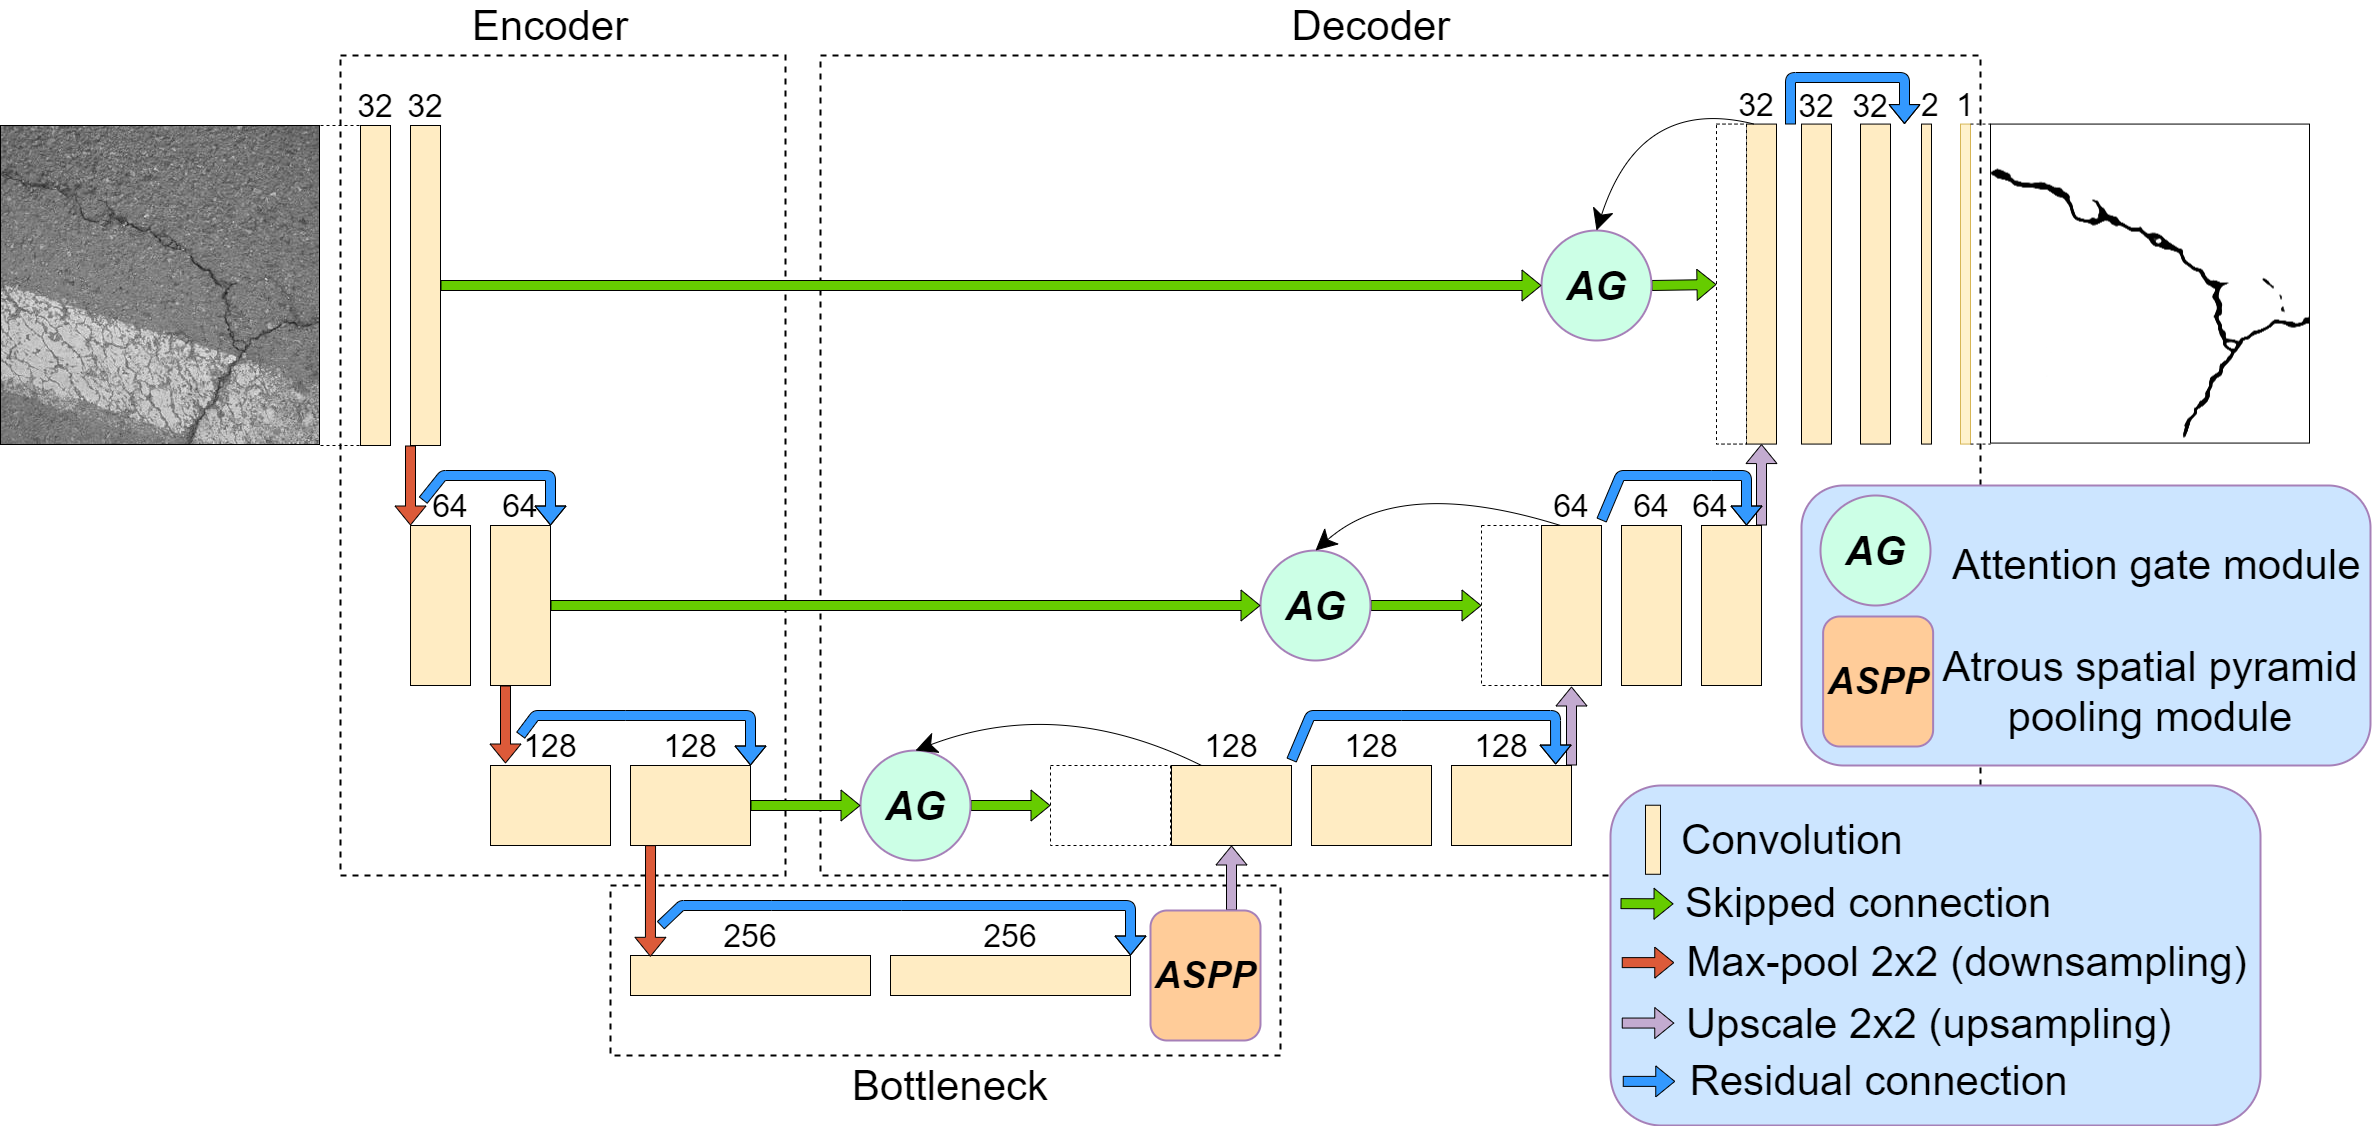 Encoder
Decoder
32 32
32 32 32 2 1
AG
64 64
64 64 64
AG
AG
Attention gate module
ASPP
Atrous spatial pyramid
pooling module
128 128
128 128 128
AG
256 256
ASPP
Bottleneck
Convolution
Skipped connection
Max-pool 2x2 (downsampling)
Upscale 2x2 (upsampling)
Residual connection